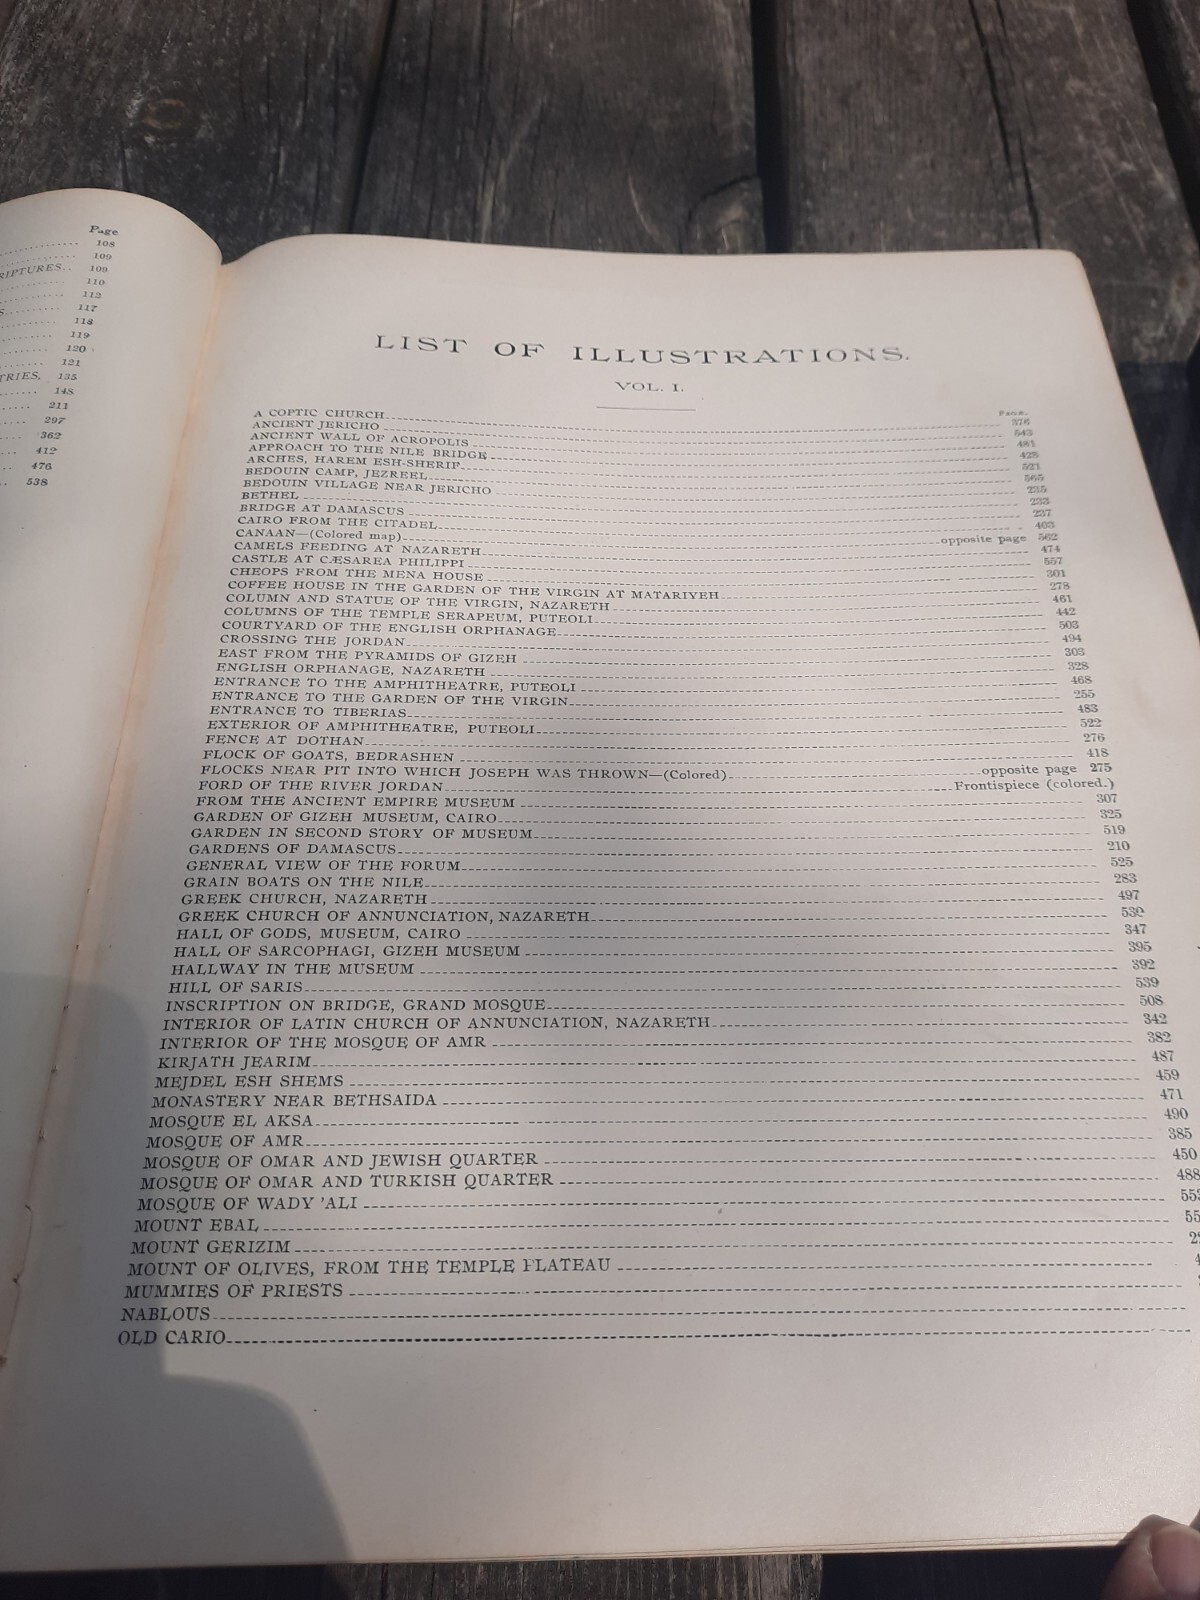 Page
108
109
RIPTURES.. 109
110
112
S 117
118
119
120
121
TRIES, 135
148
211
297
362
412
476
538
LIST OF ILLUSTRATIONS.
VOL. I.
PAGE.
A COPTIC CHURCH 376
ANCIENT JERICHO 543
ANCIENT WALL OF ACROPOLIS 481
APPROACH TO THE NILE BRIDGE 428
ARCHES, HAREM ESH-SHERIF 521
BEDOUIN CAMP, JEZREEL 565
BEDOUIN VILLAGE NEAR JERICHO 235
BETHEL 233
BRIDGE AT DAMASCUS 237
CAIRO FROM THE CITADEL 403
CANAAN—(Colored map) opposite page 562
CAMELS FEEDING AT NAZARETH 474
CASTLE AT CÆSAREA PHILIPPI 557
CHEOPS FROM THE MENA HOUSE 301
COFFEE HOUSE IN THE GARDEN OF THE VIRGIN AT MATARIYEH 278
COLUMN AND STATUE OF THE VIRGIN, NAZARETH 461
COLUMNS OF THE TEMPLE SERAPEUM, PUTEOLI 442
COURTYARD OF THE ENGLISH ORPHANAGE 503
CROSSING THE JORDAN 494
EAST FROM THE PYRAMIDS OF GIZEH 303
ENGLISH ORPHANAGE, NAZARETH 328
ENTRANCE TO THE AMPHITHEATRE, PUTEOLI 468
ENTRANCE TO THE GARDEN OF THE VIRGIN 255
ENTRANCE TO TIBERIAS 483
EXTERIOR OF AMPHITHEATRE, PUTEOLI 522
FENCE AT DOTHAN 276
FLOCK OF GOATS, BEDRASHEN 418
FLOCKS NEAR PIT INTO WHICH JOSEPH WAS THROWN—(Colored) opposite page 275
FORD OF THE RIVER JORDAN Frontispiece (colored.)
FROM THE ANCIENT EMPIRE MUSEUM 307
GARDEN OF GIZEH MUSEUM, CAIRO 325
GARDEN IN SECOND STORY OF MUSEUM 519
GARDENS OF DAMASCUS 210
GENERAL VIEW OF THE FORUM 525
GRAIN BOATS ON THE NILE 283
GREEK CHURCH, NAZARETH 497
GREEK CHURCH OF ANNUNCIATION, NAZARETH 530
HALL OF GODS, MUSEUM, CAIRO 347
HALL OF SARCOPHAGI, GIZEH MUSEUM 395
HALLWAY IN THE MUSEUM 392
HILL OF SARIS 539
INSCRIPTION ON BRIDGE, GRAND MOSQUE 508
INTERIOR OF LATIN CHURCH OF ANNUNCIATION, NAZARETH 342
INTERIOR OF THE MOSQUE OF AMR 382
KIRJATH JEARIM 487
MEJDEL ESH SHEMS 459
MONASTERY NEAR BETHSAIDA 471
MOSQUE EL AKSA 490
MOSQUE OF AMR 385
MOSQUE OF OMAR AND JEWISH QUARTER 450
MOSQUE OF OMAR AND TURKISH QUARTER 488
MOSQUE OF WADY 'ALI 553
MOUNT EBAL 55
MOUNT GERIZIM 2
MOUNT OF OLIVES, FROM THE TEMPLE PLATEAU 4
MUMMIES OF PRIESTS
NABLOUS
OLD CARIO